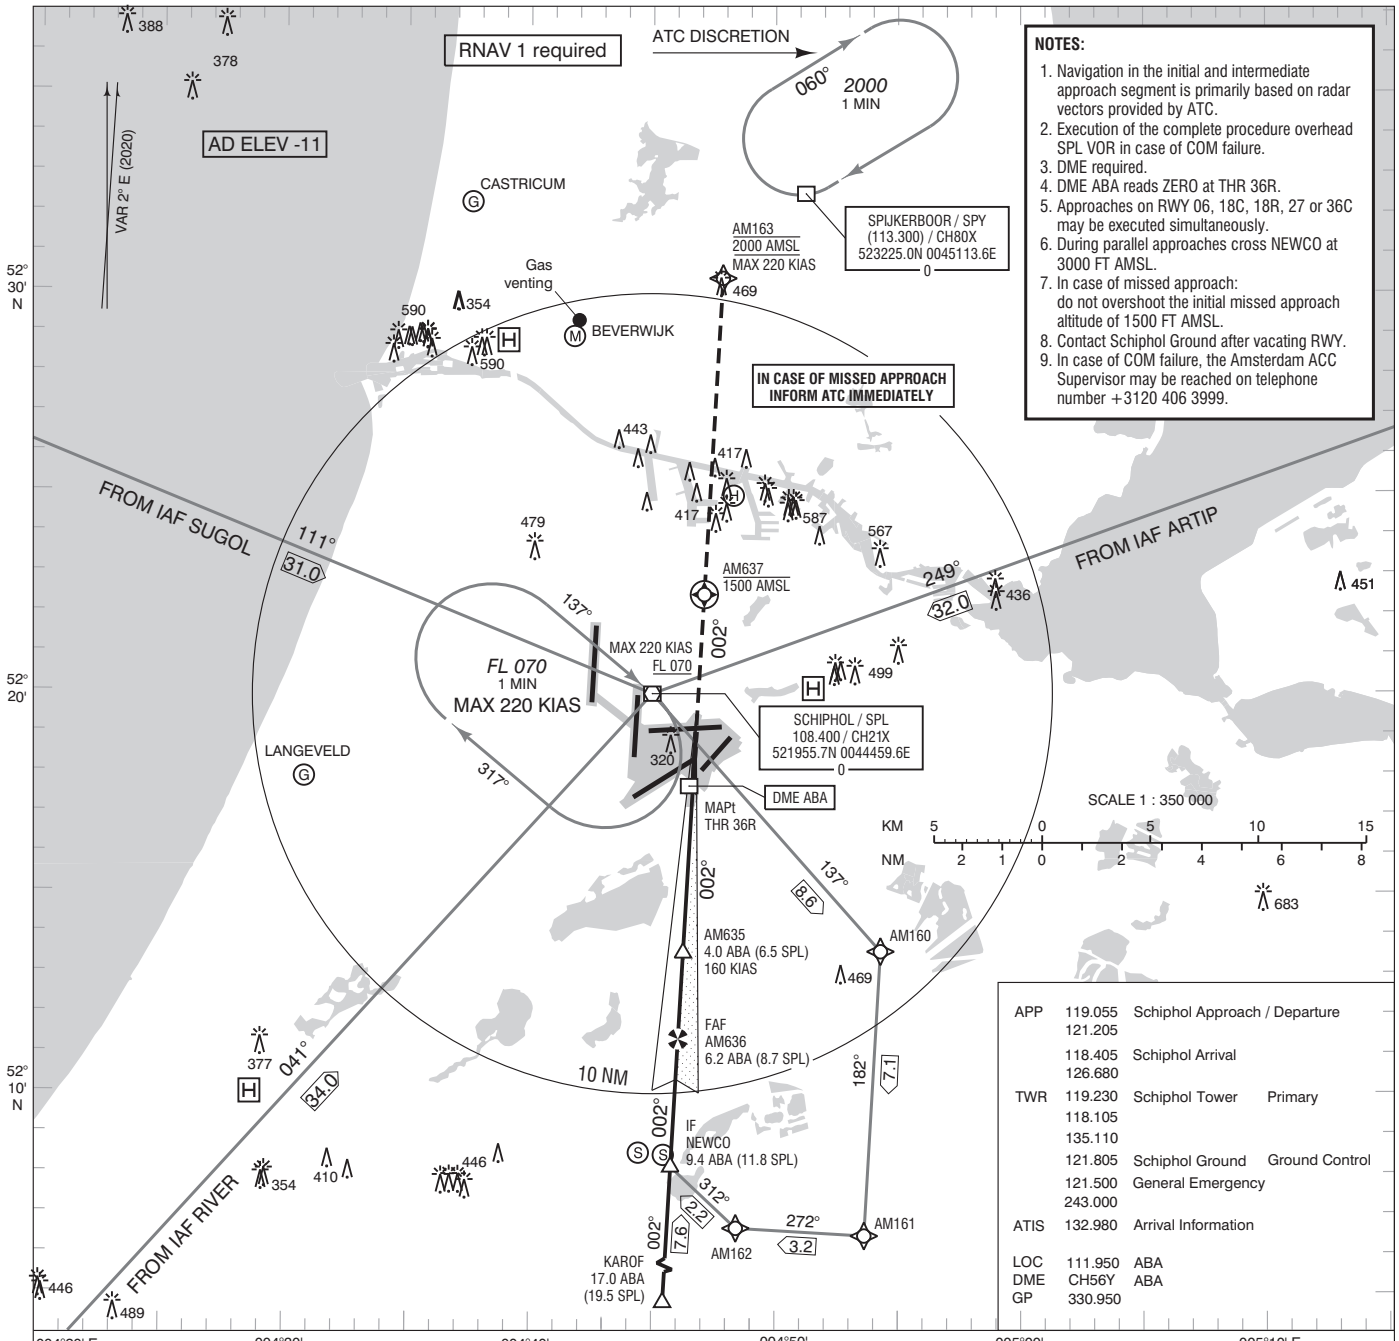 388
378
RNAV 1 required
ATC DISCRETION
060°
2000
1 MIN
AD ELEV -11
VAR 2° E (2020)
NOTES:
1. Navigation in the initial and intermediate
approach segment is primarily based on radar
vectors provided by ATC.
2. Execution of the complete procedure overhead
SPL VOR in case of COM failure.
3. DME required.
4. DME ABA reads ZERO at THR 36R.
5. Approaches on RWY 06, 18C, 18R, 27 or 36C
may be executed simultaneously.
6. During parallel approaches cross NEWCO at
3000 FT AMSL.
7. In case of missed approach:
do not overshoot the initial missed approach
altitude of 1500 FT AMSL.
8. Contact Schiphol Ground after vacating RWY.
9. In case of COM failure, the Amsterdam ACC
Supervisor may be reached on telephone
number +3120 406 3999.
CASTRICUM
G
SPIJKERBOOR / SPY
(113.300) / CH80X
523225.0N 0045113.6E
0
AM163
2000 AMSL
MAX 220 KIAS
469
52°
30'
N
Gas
venting
354
590
H
590
M
BEVERWIJK
IN CASE OF MISSED APPROACH
INFORM ATC IMMEDIATELY
443
417
H
417
587
479
567
FROM IAF SUGOL
111°
31.0
FROM IAF ARTIP
249°
32.0
436
451
AM637
1500 AMSL
002°
137°
MAX 220 KIAS
FL 070
FL 070
1 MIN
MAX 220 KIAS
499
H
52°
20'
SCHIPHOL / SPL
108.400 / CH21X
521955.7N 0044459.6E
0
320
317°
LANGEVELD
G
DME ABA
MAPt
THR 36R
SCALE 1 : 350 000
KM 5 0 5 10 15
NM 2 1 0 2 4 6 8
002°
137°
8.6
683
AM635
4.0 ABA (6.5 SPL)
160 KIAS
AM160
469
FAF
AM636
6.2 ABA (8.7 SPL)
377
H
041°
34.0
10 NM
182°
7.1
52°
10'
N
002°
IF
NEWCO
9.4 ABA (11.8 SPL)
S
S
354
410
446
312°
2.2
272°
3.2
AM161
AM162
002°
7.6
KAROF
17.0 ABA
(19.5 SPL)
FROM IAF RIVER
446
489
APP 119.055 Schiphol Approach / Departure
121.205
118.405 Schiphol Arrival
126.680
TWR 119.230 Schiphol Tower Primary
118.105
135.110
121.805 Schiphol Ground Ground Control
121.500 General Emergency
243.000
ATIS 132.980 Arrival Information
LOC 111.950 ABA
DME CH56Y ABA
GP 330.950